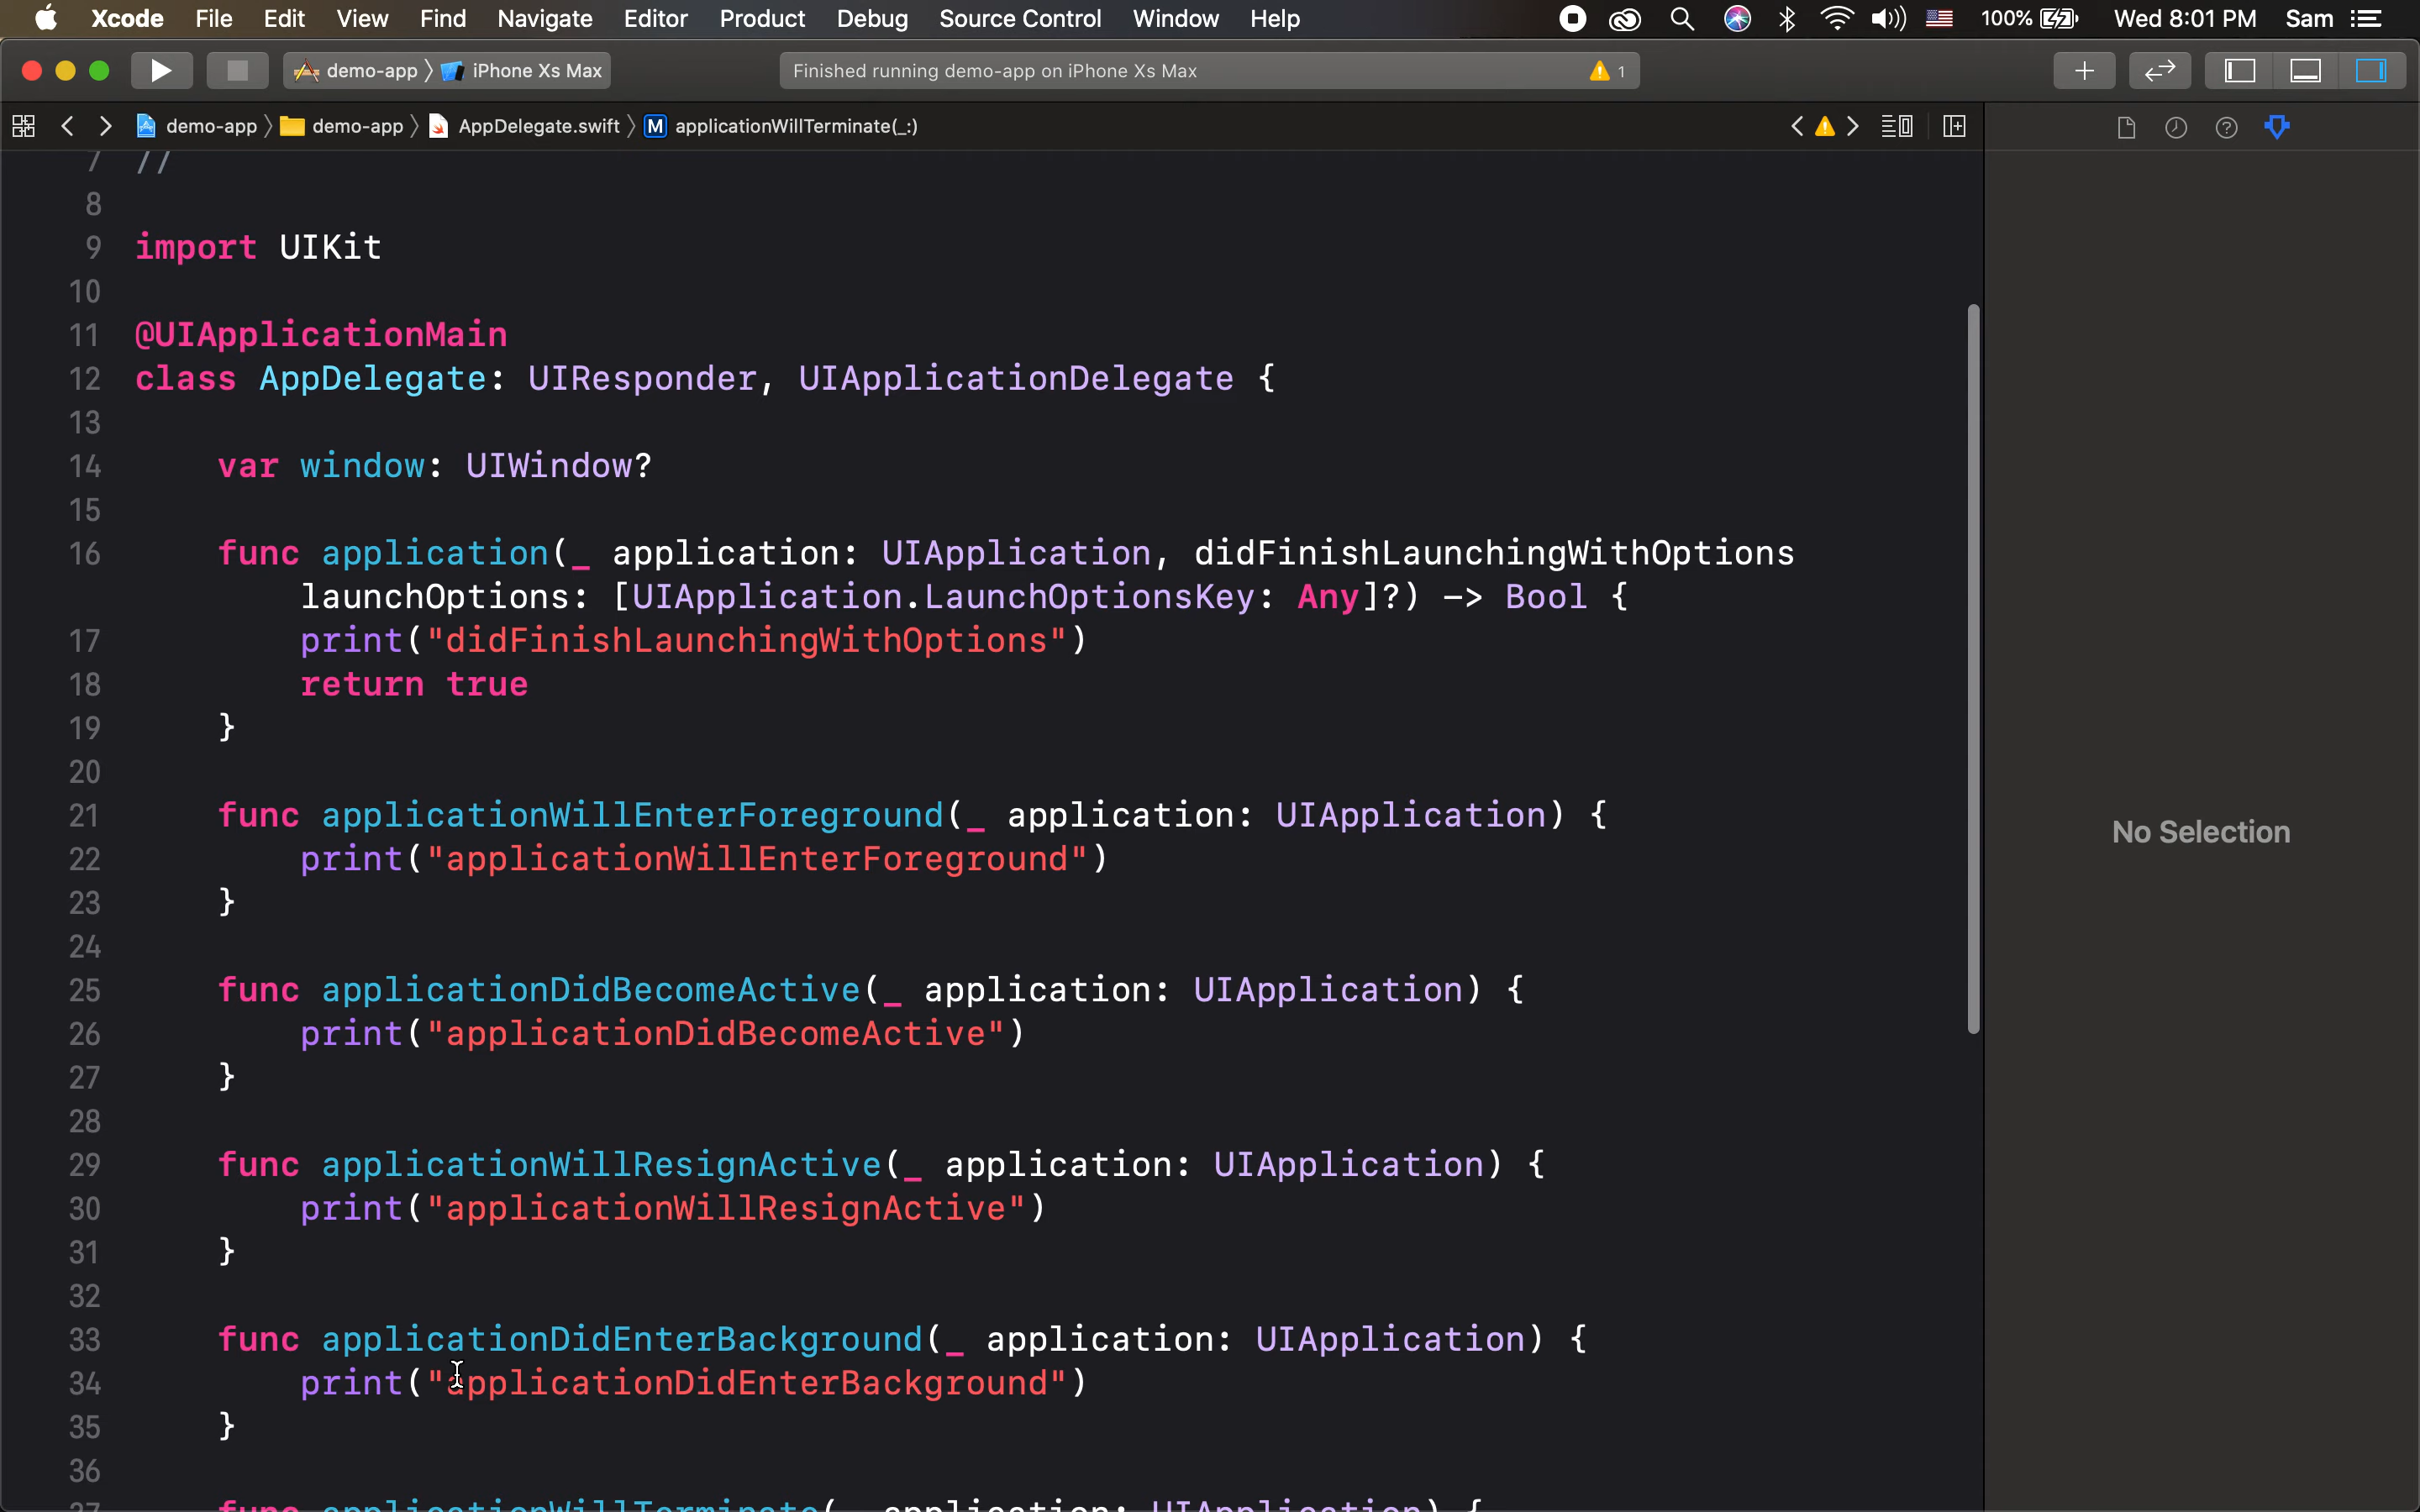 Xcode File Edit View Find Navigate Editor Product Debug Source Control Window Help 100% Wed 8:01 PM Sam
demo-app 〉 iPhone Xs Max Finished running demo-app on iPhone Xs Max 1
demo-app 〉 demo-app 〉 AppDelegate.swift 〉 M applicationWillTerminate(_:)
7 //
8
9 import UIKit
10
11 @UIApplicationMain
12 class AppDelegate: UIResponder, UIApplicationDelegate {
13
14 var window: UIWindow?
15
16 func application(_ application: UIApplication, didFinishLaunchingWithOptions
launchOptions: [UIApplication.LaunchOptionsKey: Any]?) -> Bool {
17 print("didFinishLaunchingWithOptions")
18 return true
19 }
20
21 func applicationWillEnterForeground(_ application: UIApplication) {
22 print("applicationWillEnterForeground")
23 }
24
25 func applicationDidBecomeActive(_ application: UIApplication) {
26 print("applicationDidBecomeActive")
27 }
28
29 func applicationWillResignActive(_ application: UIApplication) {
30 print("applicationWillResignActive")
31 }
32
33 func applicationDidEnterBackground(_ application: UIApplication) {
34 print("applicationDidEnterBackground")
35 }
36
37 func applicationWillTerminate(_ application: UIApplication) {
No Selection